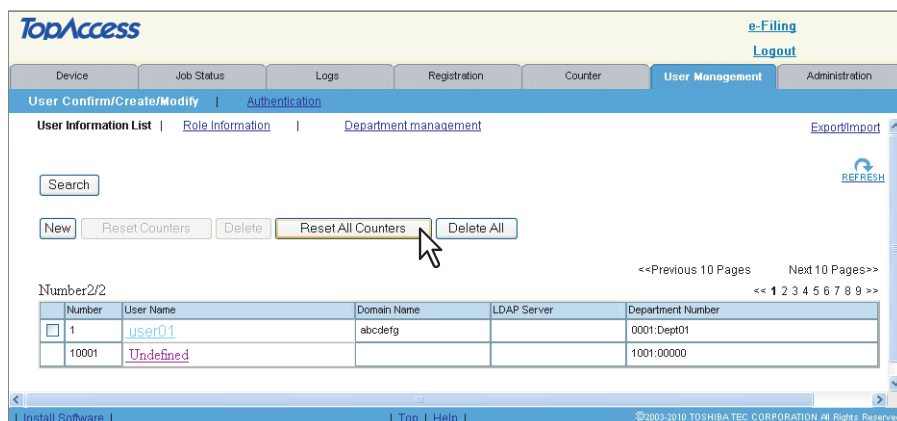 TopAccess
e-Filing
Logout
Device Job Status Logs Registration Counter User Management Administration
User Confirm/Create/Modify | Authentication
User Information List | Role Information | Department management Export/Import
REFRESH
Search
New Reset Counters Delete Reset All Counters Delete All
<<Previous 10 Pages Next 10 Pages>>
Number2/2 << 1 2 3 4 5 6 7 8 9 >>
Number User Name Domain Name LDAP Server Department Number
1 user01 abcdefg 0001:Dept01
10001 Undefined 1001:00000
| Install Software | | Top | Help | ©2003-2010 TOSHIBA TEC CORPORATION All Rights Reserve